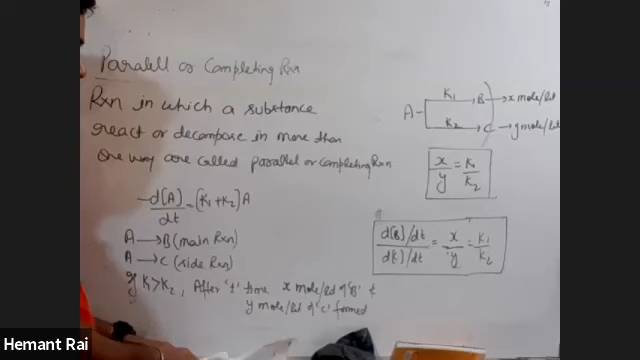 Parallel or Completing Rxn
Rxn in which a substance
react or decompose in more then
one way are called parallel or completing Rxn
-d[A]/dt = (K1+K2)A
A → B (main Rxn)
A → C (side Rxn)
If K1 > K2, After 't' time x mole/lit of 'B' &
y mole/lit of 'C' formed
A
K1 → B → x mole/lit
K2 → C → y mole/lit
x/y = K1/K2
d[B]/dt / d[C]/dt = x/y = K1/K2
Hemant Rai